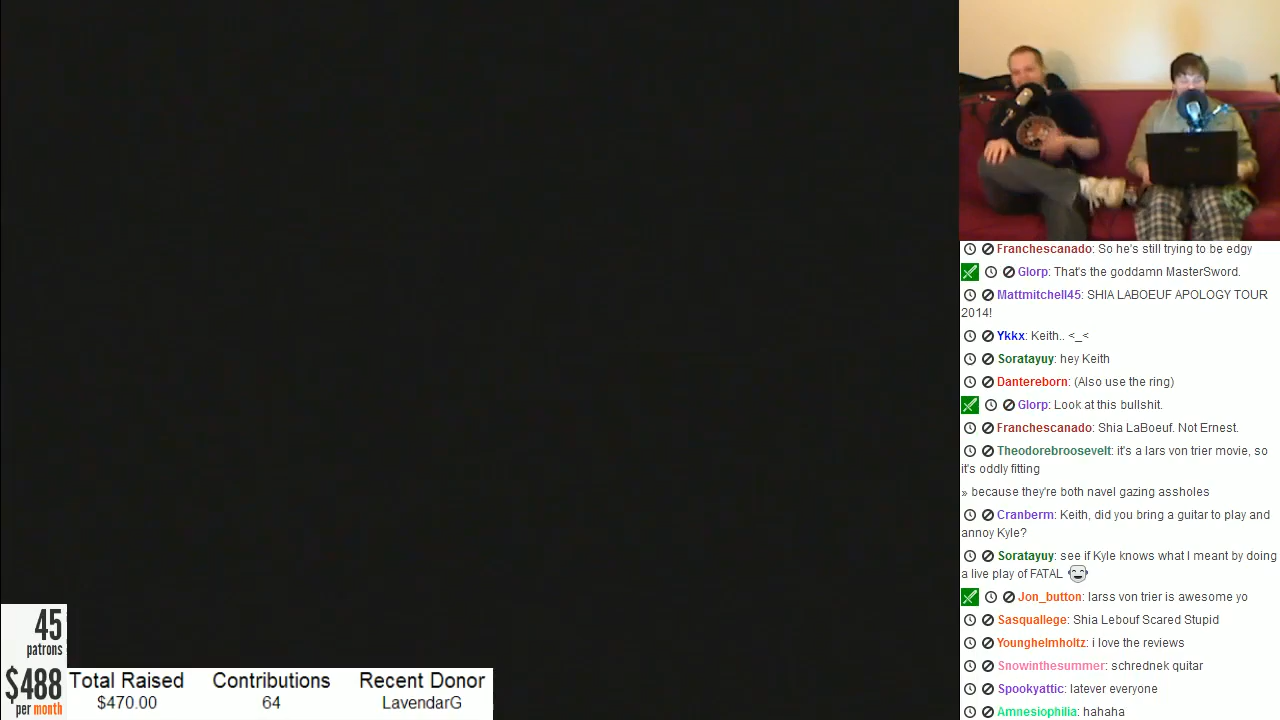 Franchescanado: So he's still trying to be edgy
Glorp: That's the goddamn MasterSword.
Mattmitchell45: SHIA LABOEUF APOLOGY TOUR
2014!
Ykkx: Keith.. <_<
Soratayuy: hey Keith
Dantereborn: (Also use the ring)
Glorp: Look at this bullshit.
Franchescanado: Shia LaBoeuf. Not Ernest.
Theodorebroosevelt: it's a lars von trier movie, so
it's oddly fitting
» because they're both navel gazing assholes
Cranberm: Keith, did you bring a guitar to play and
annoy Kyle?
Soratayuy: see if Kyle knows what I meant by doing
a live play of FATAL
Jon_button: larss von trier is awesome yo
Sasquallege: Shia Lebouf Scared Stupid
Younghelmholtz: i love the reviews
Snowinthesummer: schrednek quitar
Spookyattic: latever everyone
Amnesiophilia: hahaha
45
patrons
$488
per month
Total Raised Contributions Recent Donor
$470.00 64 LavendarG